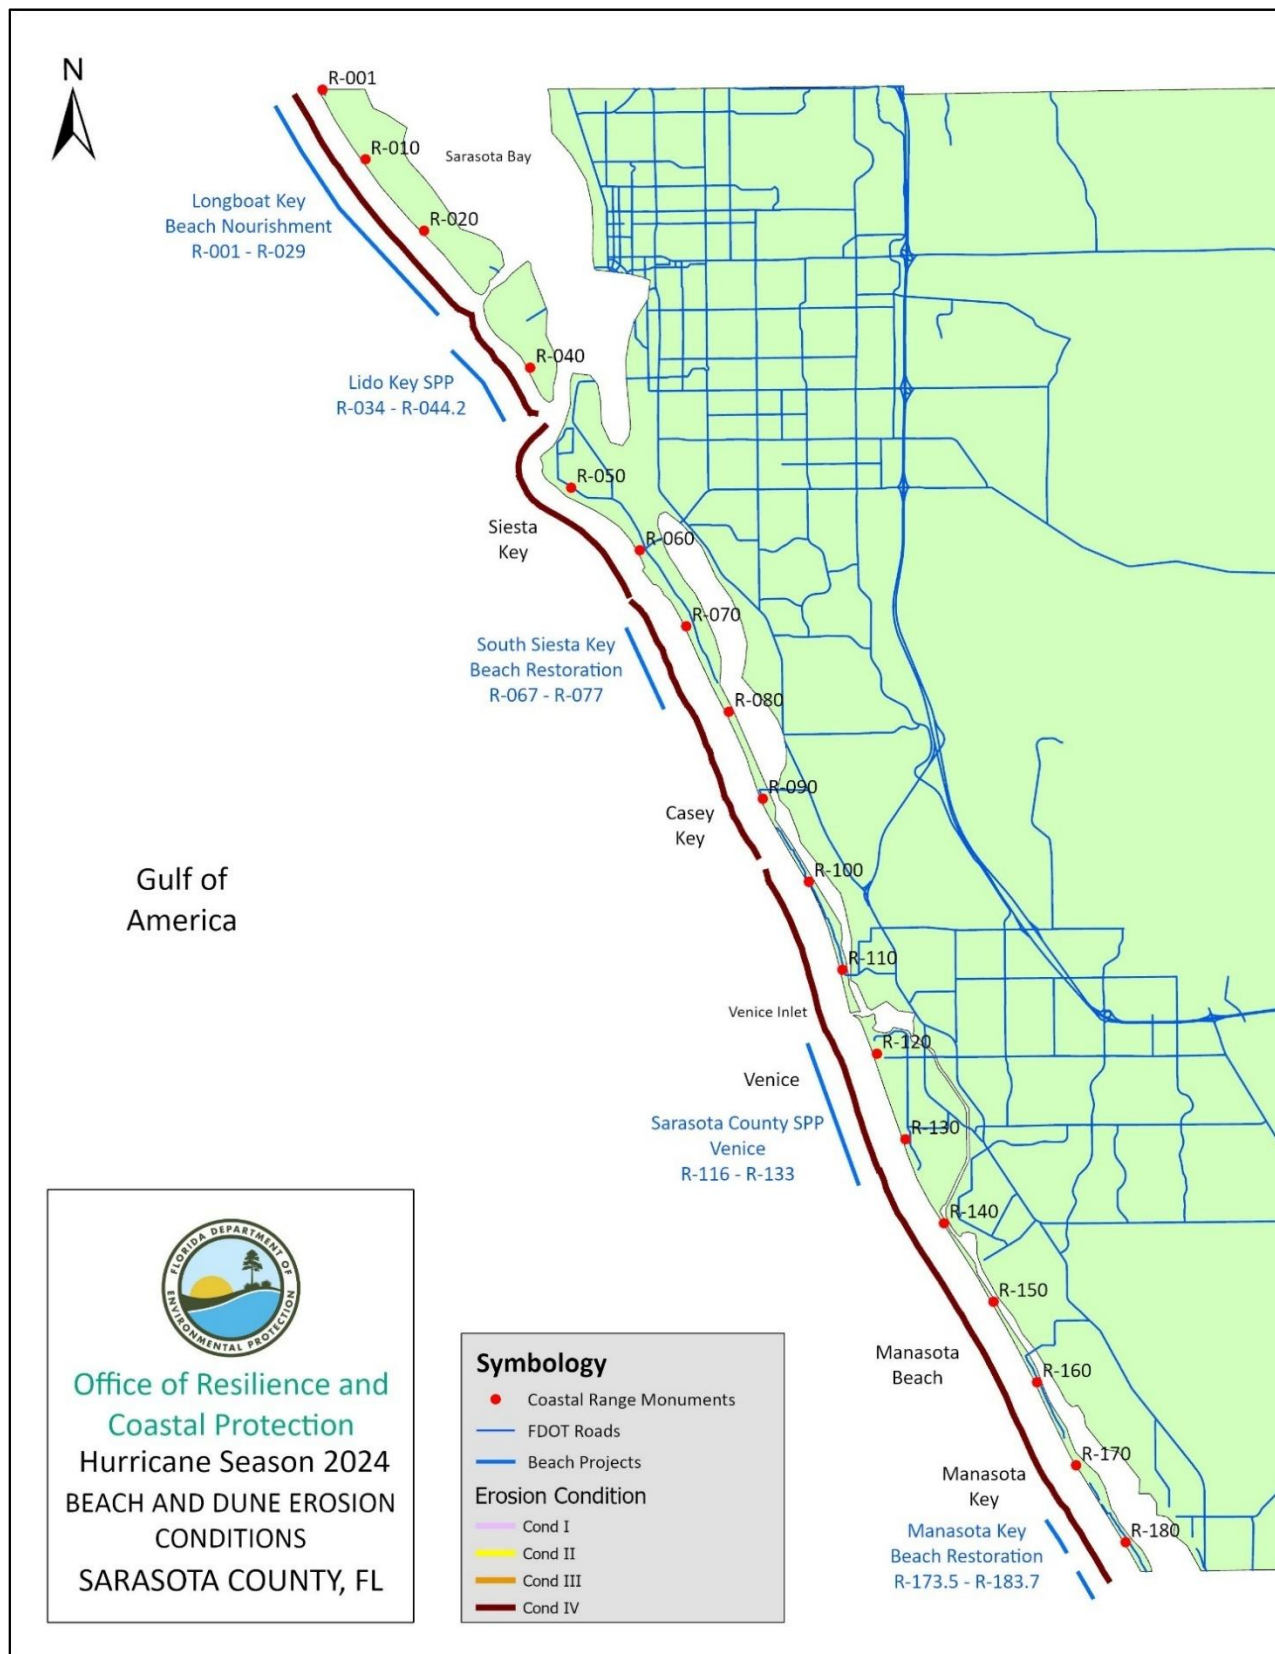 N
R-001
R-010
Sarasota Bay
Longboat Key
Beach Nourishment
R-001 - R-029
R-020
R-040
Lido Key SPP
R-034 - R-044.2
R-050
Siesta
Key
R-060
R-070
South Siesta Key
Beach Restoration
R-067 - R-077
R-080
R-090
Casey
Key
Gulf of
America
R-100
R-110
Venice Inlet
R-120
Venice
Sarasota County SPP
Venice
R-116 - R-133
R-130
R-140
R-150
Manasota
Beach
R-160
R-170
Manasota
Key
Manasota Key
Beach Restoration
R-173.5 - R-183.7
R-180
FLORIDA DEPARTMENT OF
ENVIRONMENTAL PROTECTION
Office of Resilience and
Coastal Protection
Hurricane Season 2024
BEACH AND DUNE EROSION
CONDITIONS
SARASOTA COUNTY, FL
Symbology
Coastal Range Monuments
FDOT Roads
Beach Projects
Erosion Condition
Cond I
Cond II
Cond III
Cond IV